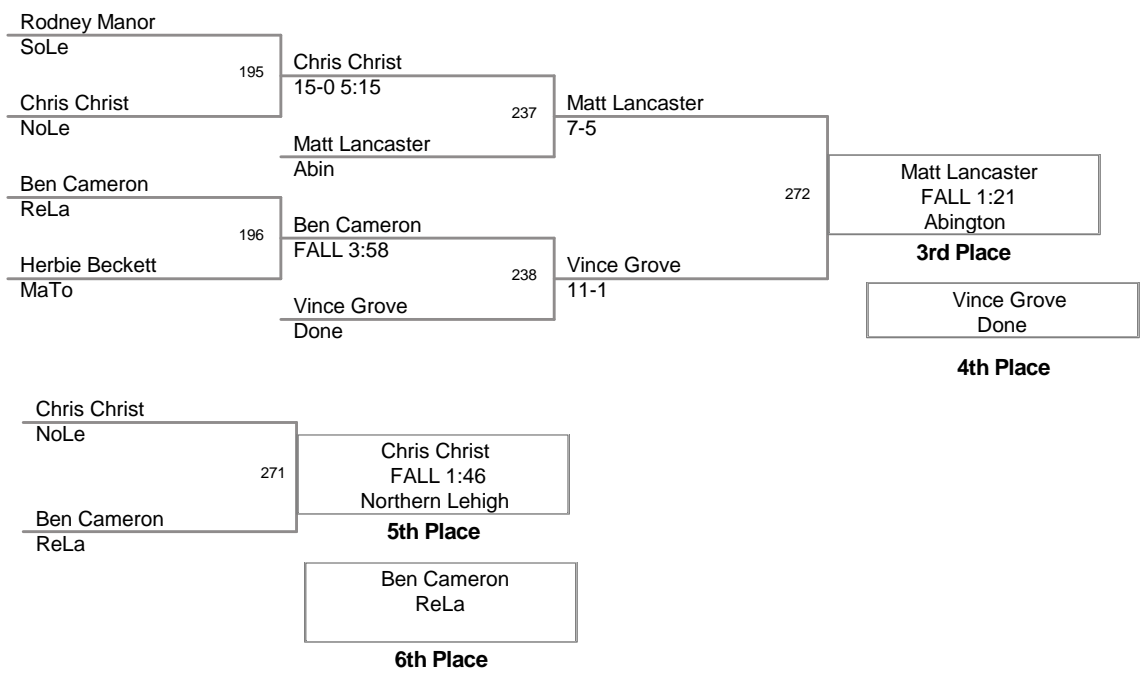 Rodney Manor
SoLe
195
Chris Christ
15-0 5:15
Chris Christ
NoLe
237
Matt Lancaster
7-5
Matt Lancaster
Abin
Ben Cameron
ReLa
272
Matt Lancaster
FALL 1:21
Abington
3rd Place
196
Ben Cameron
FALL 3:58
Herbie Beckett
MaTo
238
Vince Grove
11-1
Vince Grove
Done
Vince Grove
Done
4th Place
Chris Christ
NoLe
271
Chris Christ
FALL 1:46
Northern Lehigh
5th Place
Ben Cameron
ReLa
Ben Cameron
ReLa
6th Place